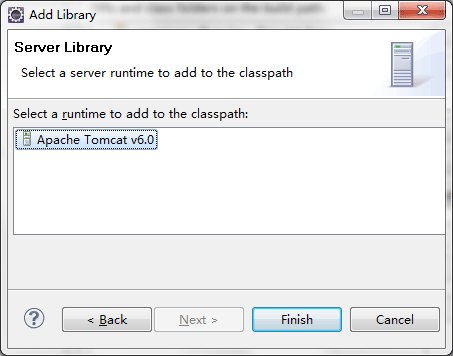 Add Library
Server Library
Select a server runtime to add to the classpath
Select a runtime to add to the classpath:
Apache Tomcat v6.0
< Back
Next >
Finish
Cancel